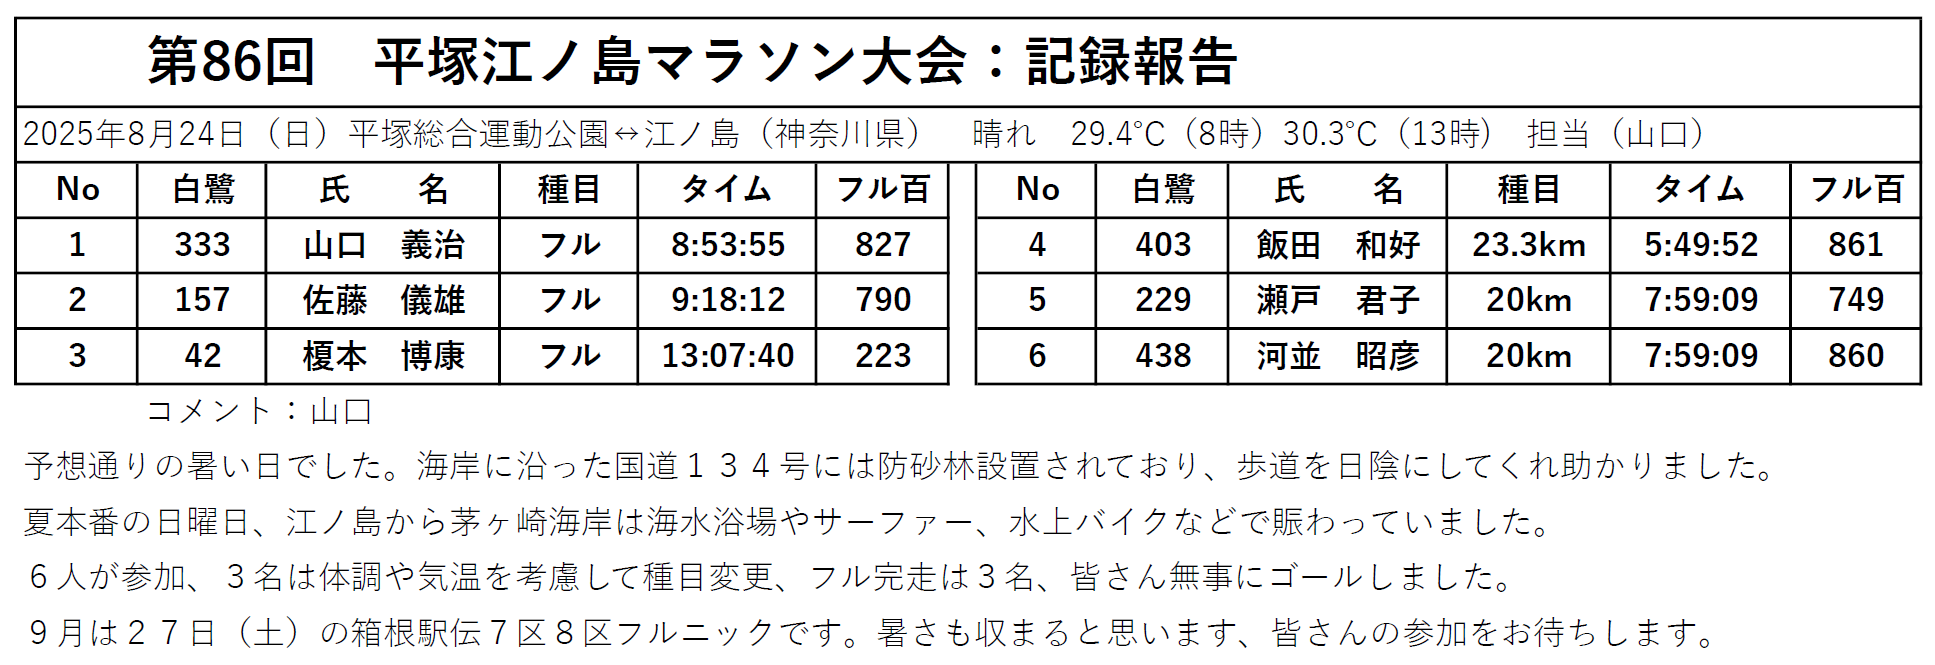 第86回　平塚江ノ島マラソン大会：記録報告
2025年8月24日（日）平塚総合運動公園↔江ノ島（神奈川県）　晴れ　29.4℃（8時）30.3℃（13時）　担当（山口）
No 白鷺 氏　名 種目 タイム フル百 No 白鷺 氏　名 種目 タイム フル百
1 333 山口　義治 フル 8:53:55 827 4 403 飯田　和好 23.3km 5:49:52 861
2 157 佐藤　儀雄 フル 9:18:12 790 5 229 瀬戸　君子 20km 7:59:09 749
3 42 榎本　博康 フル 13:07:40 223 6 438 河並　昭彦 20km 7:59:09 860
コメント：山口
予想通りの暑い日でした。海岸に沿った国道１３４号には防砂林設置されており、歩道を日陰にしてくれ助かりました。
夏本番の日曜日、江ノ島から茅ヶ崎海岸は海水浴場やサーファー、水上バイクなどで賑わっていました。
６人が参加、３名は体調や気温を考慮して種目変更、フル完走は３名、皆さん無事にゴールしました。
９月は２７日（土）の箱根駅伝７区８区フルニックです。暑さも収まると思います、皆さんの参加をお待ちします。